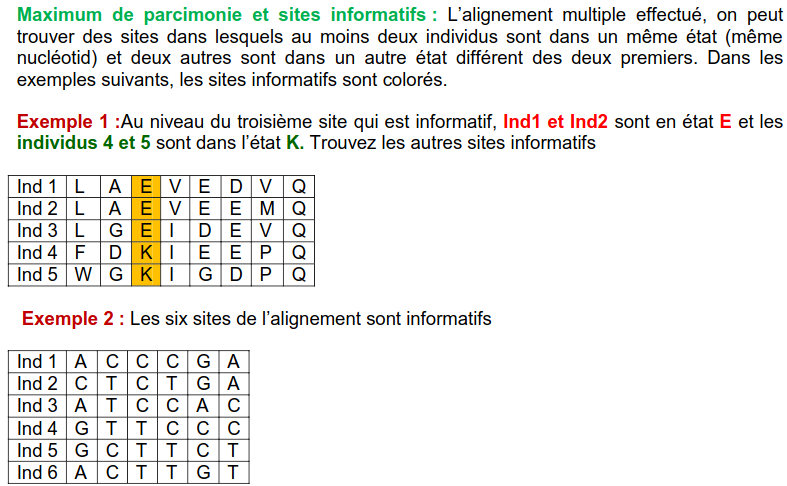 Maximum de parcimonie et sites informatifs : L'alignement multiple effectué, on peut
trouver des sites dans lesquels au moins deux individus sont dans un même état (même
nucléotid) et deux autres sont dans un autre état différent des deux premiers. Dans les
exemples suivants, les sites informatifs sont colorés.
Exemple 1 :Au niveau du troisième site qui est informatif, Ind1 et Ind2 sont en état E et les
individus 4 et 5 sont dans l'état K. Trouvez les autres sites informatifs
Ind 1 L A E V E D V Q
Ind 2 L A E V E E M Q
Ind 3 L G E I D E V Q
Ind 4 F D K I E E P Q
Ind 5 W G K I G D P Q
Exemple 2 : Les six sites de l'alignement sont informatifs
Ind 1 A C C C G A
Ind 2 C T C T G A
Ind 3 A T C C A C
Ind 4 G T T C C C
Ind 5 G C T T C T
Ind 6 A C T T G T